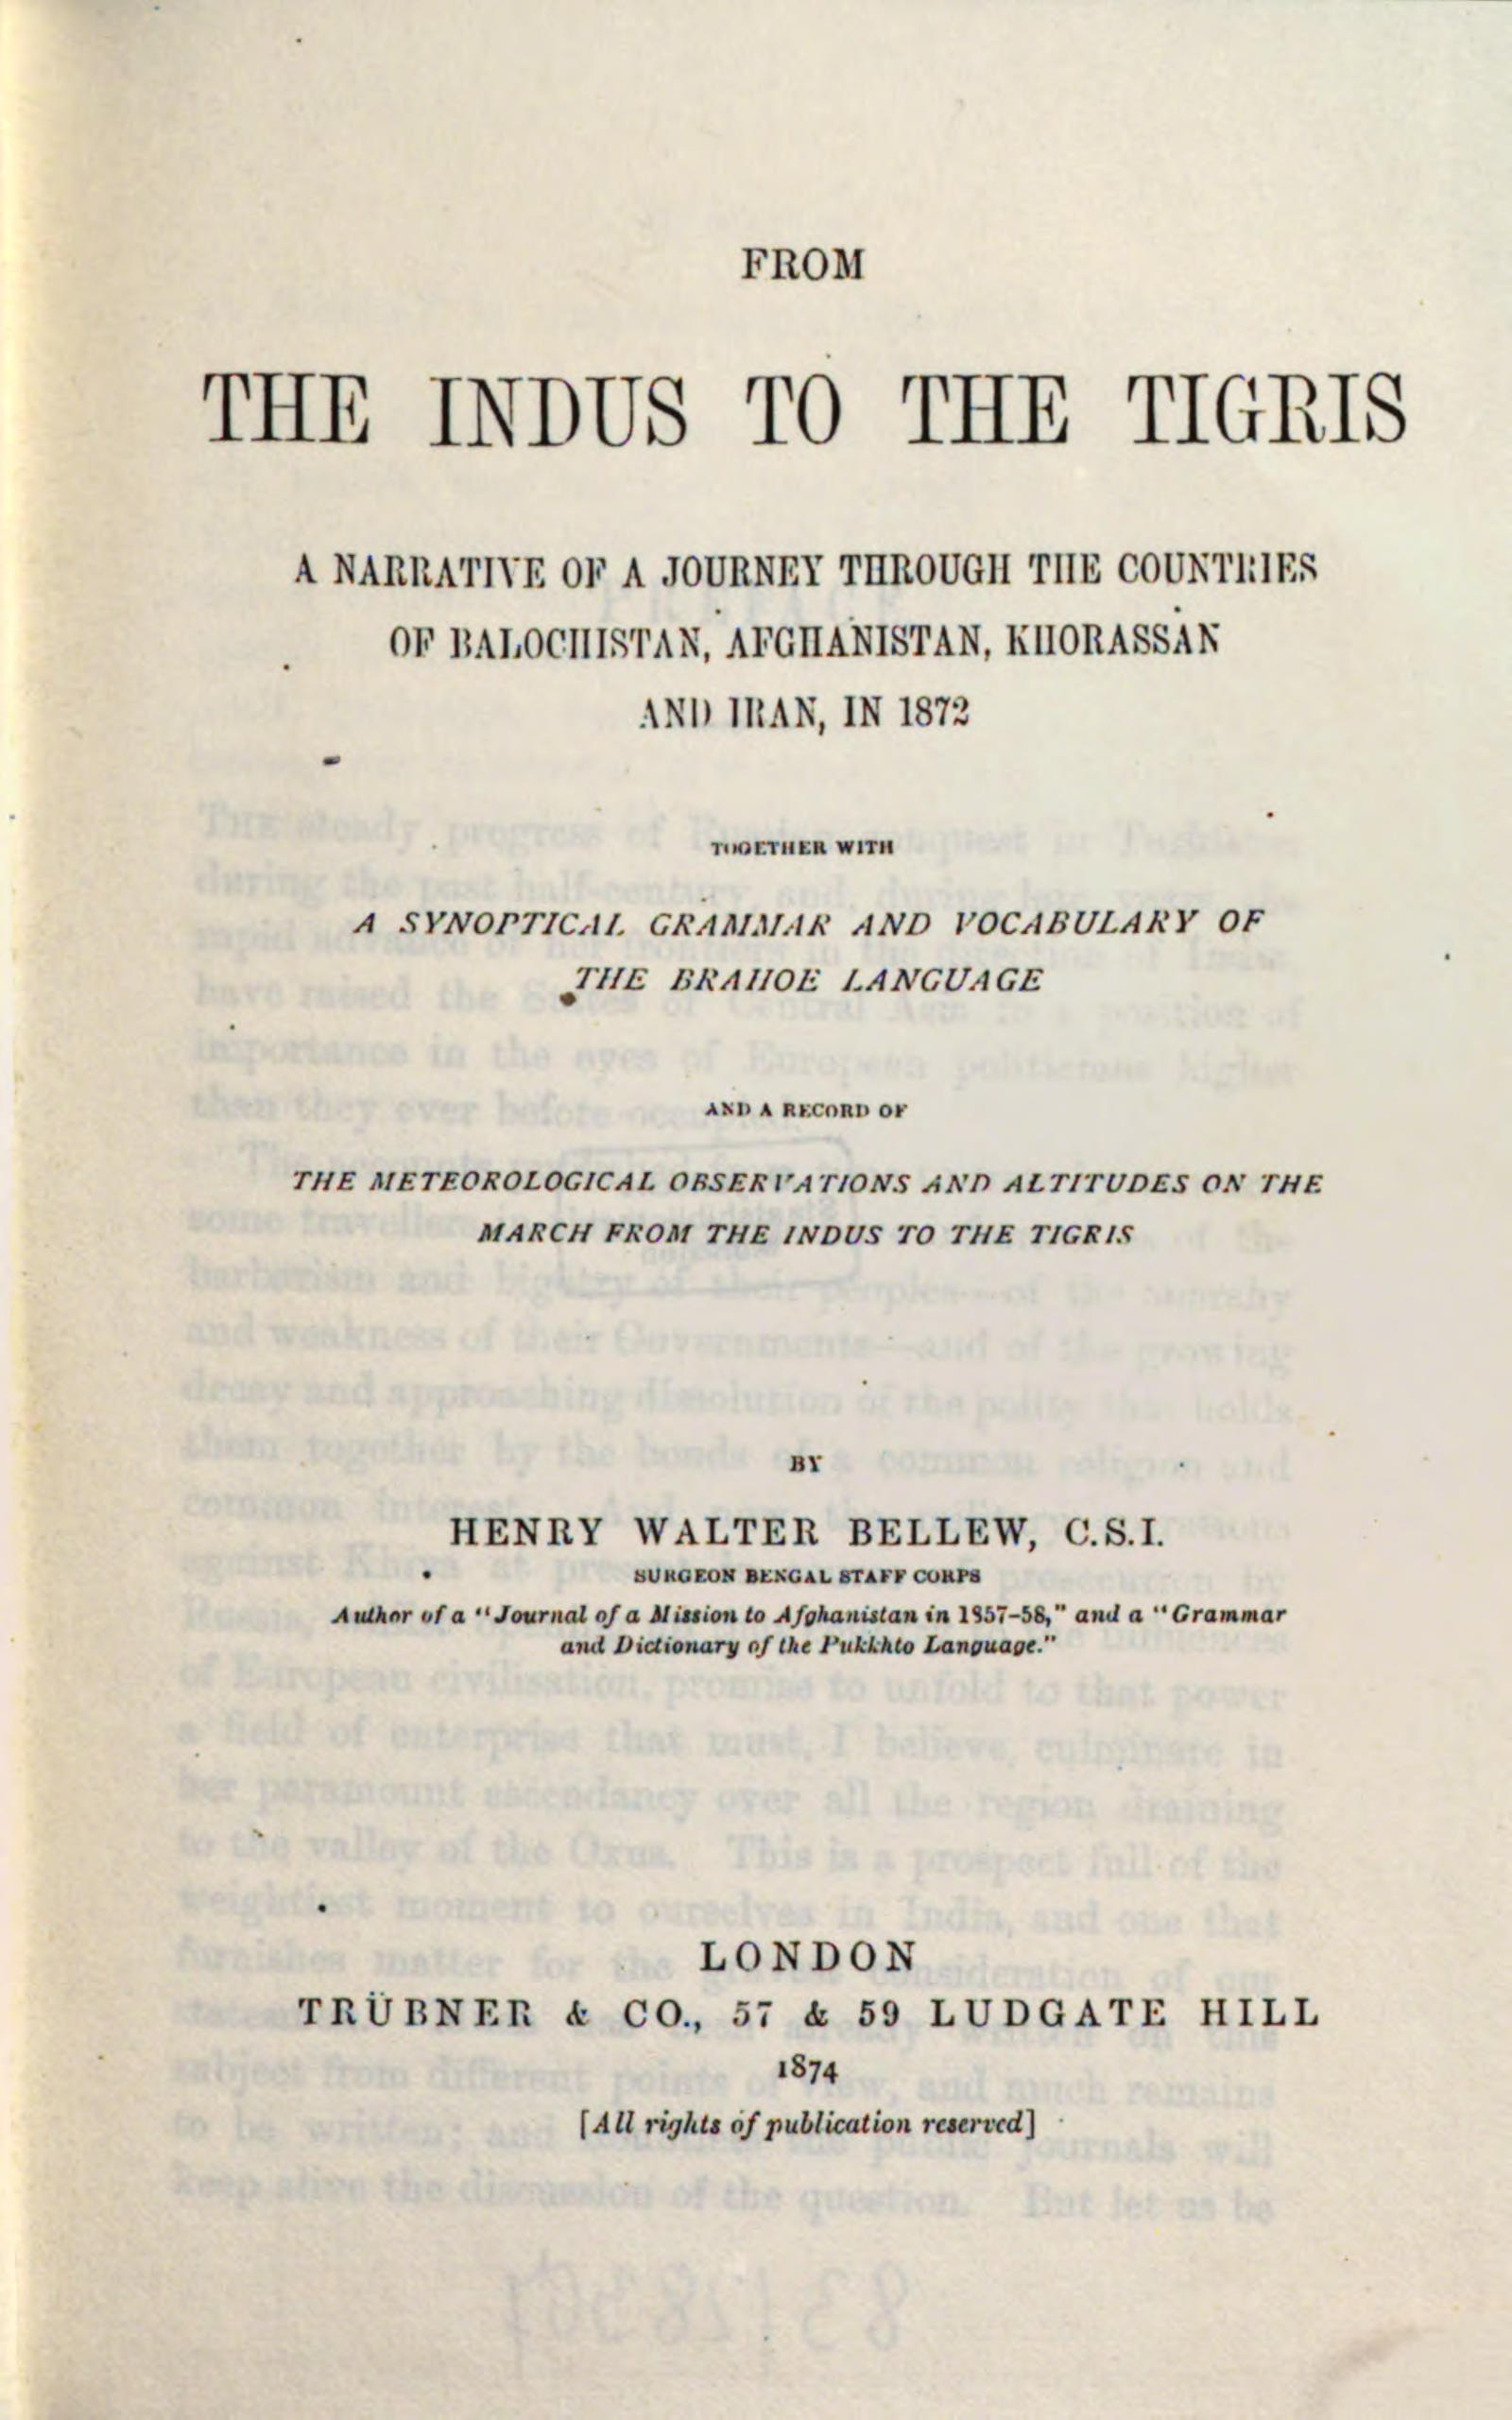 FROM
THE INDUS TO THE TIGRIS
A NARRATIVE OF A JOURNEY THROUGH THE COUNTRIES
OF BALOCHISTAN, AFGHANISTAN, KHORASSAN
AND IRAN, IN 1872
TOGETHER WITH
A SYNOPTICAL GRAMMAR AND VOCABULARY OF
THE BRAHOE LANGUAGE
AND A RECORD OF
THE METEOROLOGICAL OBSERVATIONS AND ALTITUDES ON THE
MARCH FROM THE INDUS TO THE TIGRIS
BY
HENRY WALTER BELLEW, C.S.I.
SURGEON BENGAL STAFF CORPS
Author of a "Journal of a Mission to Afghanistan in 1857-58," and a "Grammar
and Dictionary of the Pukkhto Language."
LONDON
TRÜBNER & CO., 57 & 59 LUDGATE HILL
1874
[All rights of publication reserved]